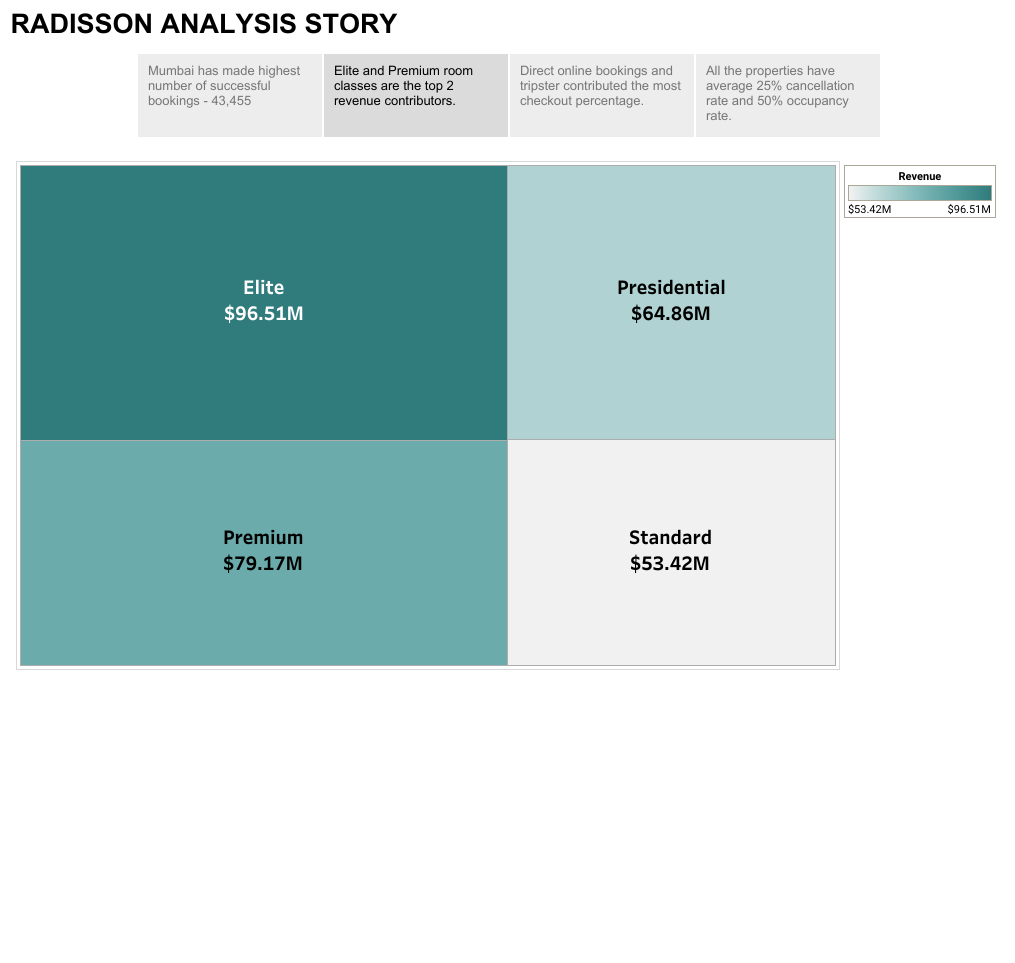 RADISSON ANALYSIS STORY
Mumbai has made highest
number of successful
bookings - 43,455
Elite and Premium room
classes are the top 2
revenue contributors.
Direct online bookings and
tripster contributed the most
checkout percentage.
All the properties have
average 25% cancellation
rate and 50% occupancy
rate.
Elite
$96.51M
Presidential
$64.86M
Premium
$79.17M
Standard
$53.42M
Revenue
$53.42M $96.51M